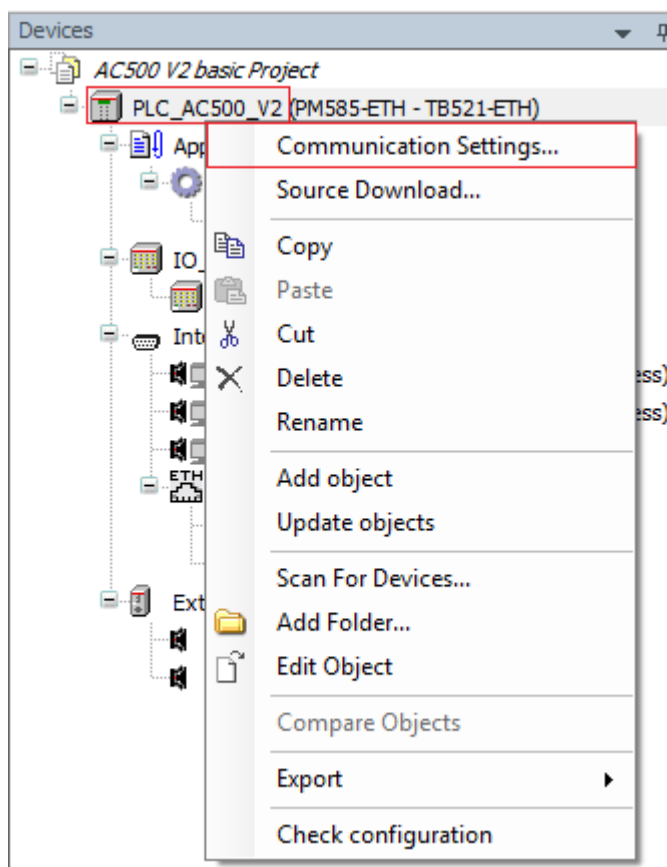 Devices
AC500 V2 basic Project
PLC_AC500_V2 (PM585-ETH - TB521-ETH)
App
Communication Settings...
Source Download...
Copy
IO_
Paste
Inte
Cut
Delete
ess)
Rename
ess)
Add object
ETH
Update objects
Scan For Devices...
Ext
Add Folder...
Edit Object
Compare Objects
Export
Check configuration